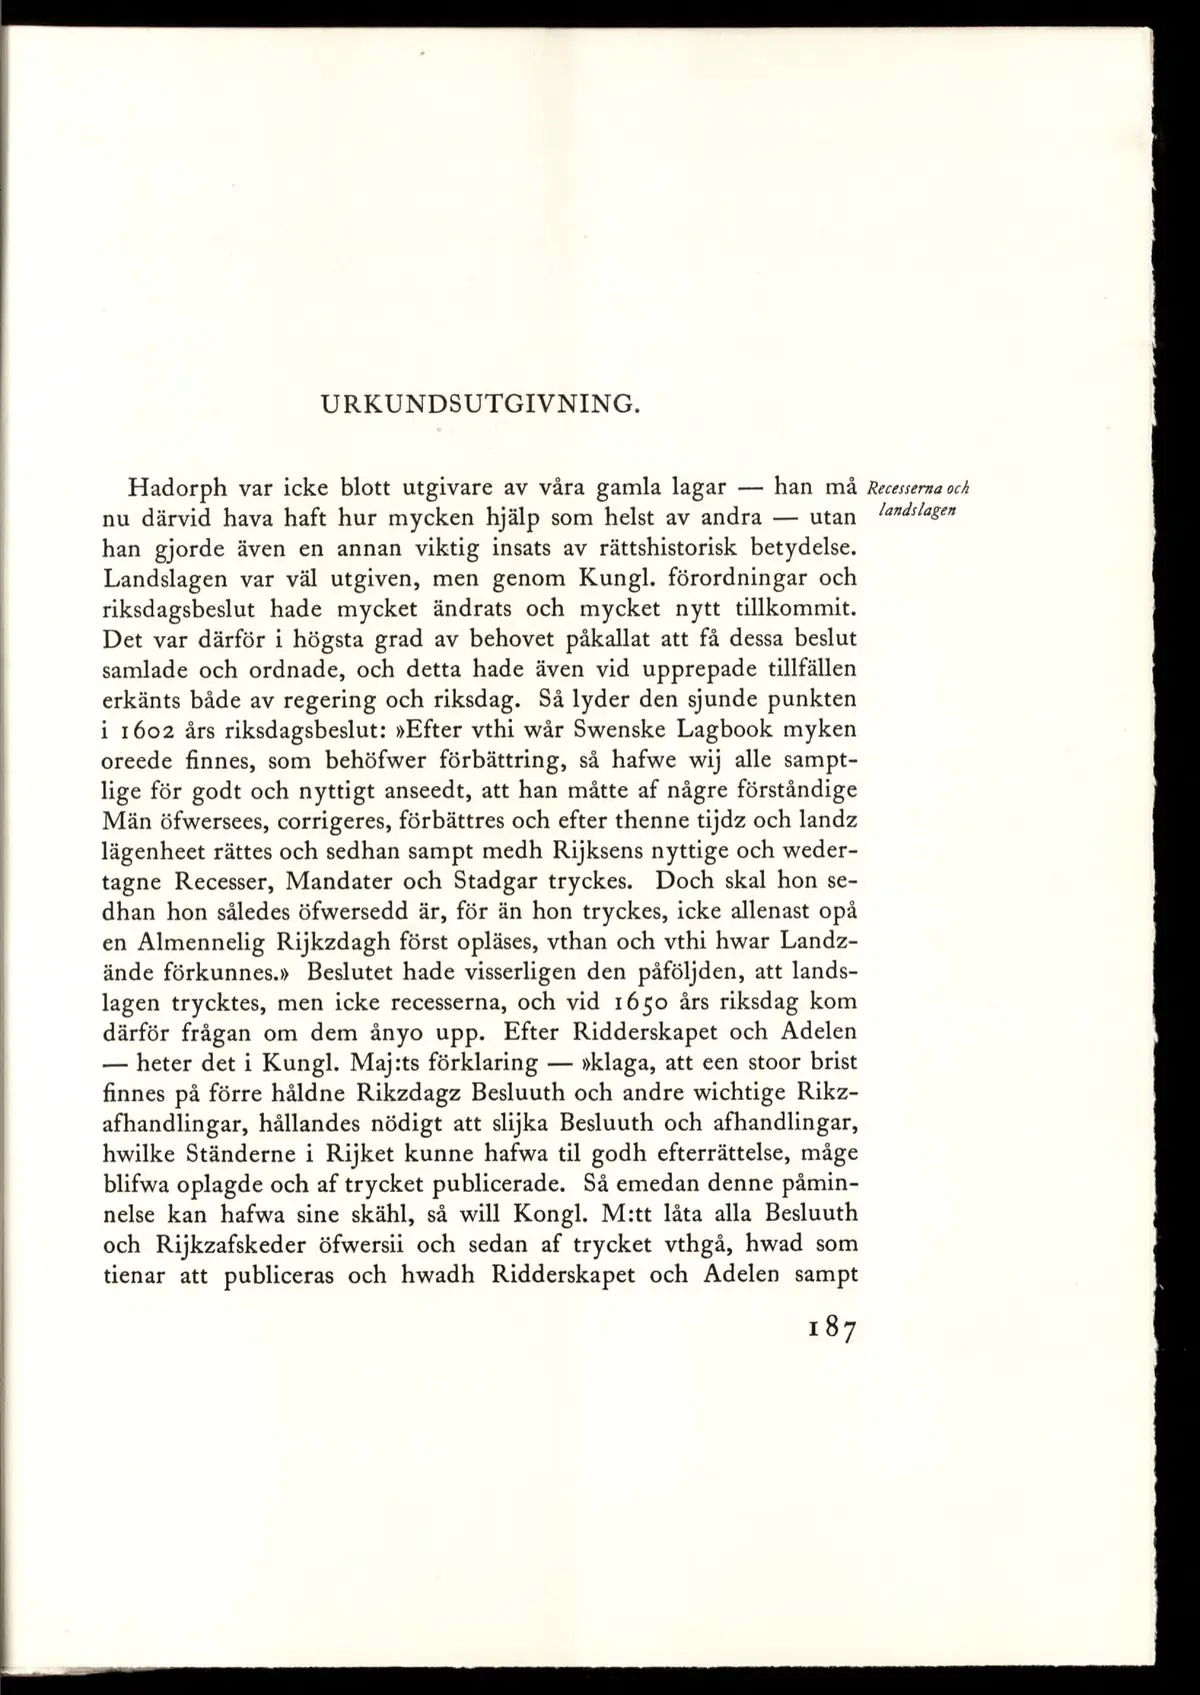 URKUNDSUTGIVNING.
Hadorph var icke blott utgivare av våra gamla lagar — han må
nu därvid hava haft hur mycken hjälp som helst av andra — utan
han gjorde även en annan viktig insats av rättshistorisk betydelse.
Landslagen var väl utgiven, men genom Kungl. förordningar och
riksdagsbeslut hade mycket ändrats och mycket nytt tillkommit.
Det var därför i högsta grad av behovet påkallat att få dessa beslut
samlade och ordnade, och detta hade även vid upprepade tillfällen
erkänts både av regering och riksdag. Så lyder den sjunde punkten
i 1602 års riksdagsbeslut: »Efter vthi wår Swenske Lagbook myken
oreede finnes, som behöfwer förbättring, så hafwe wij alle sampt-
lige för godt och nyttigt anseedt, att han måtte af någre förståndige
Män öfwersees, corrigeres, förbättres och efter thenne tijdz och landz
lägenheet rättes och sedhan sampt medh Rijksens nyttige och weder-
tagne Recesser, Mandater och Stadgar tryckes. Doch skal hon se-
dhan hon således öfwersedd är, för än hon tryckes, icke allenast opå
en Almennelig Rijkzdagh först opläses, vthan och vthi hwar Landz-
ände förkunnes.» Beslutet hade visserligen den påföljden, att lands-
lagen trycktes, men icke recesserna, och vid 1650 års riksdag kom
därför frågan om dem ånyo upp. Efter Ridderskapet och Adelen
— heter det i Kungl. Maj:ts förklaring — »klaga, att een stoor brist
finnes på förre håldne Rikzdagz Besluuth och andre wichtige Rikz-
afhandlingar, hållandes nödigt att slijka Besluuth och afhandlingar,
hwilke Ständerne i Rijket kunne hafwa til godh efterrättelse, måge
blifwa oplagde och af trycket publicerade. Så emedan denne påmin-
nelse kan hafwa sine skähl, så will Kongl. M:tt låta alla Besluuth
och Rijkzafskeder öfwersii och sedan af trycket vthgå, hwad som
tienar att publiceras och hwadh Ridderskapet och Adelen sampt
Recesserna och
landslagen
187